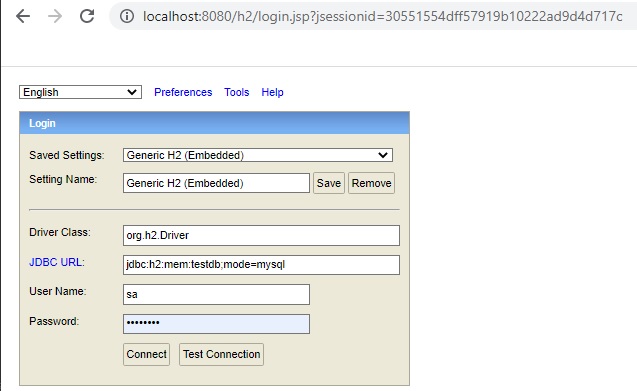 localhost:8080/h2/login.jsp?jsessionid=30551554dff57919b10222ad9d4d717c
English Preferences Tools Help
Login
Saved Settings: Generic H2 (Embedded)
Setting Name: Generic H2 (Embedded) Save Remove
Driver Class: org.h2.Driver
JDBC URL: jdbc:h2:mem:testdb;mode=mysql
User Name: sa
Password: ••••••••
Connect Test Connection